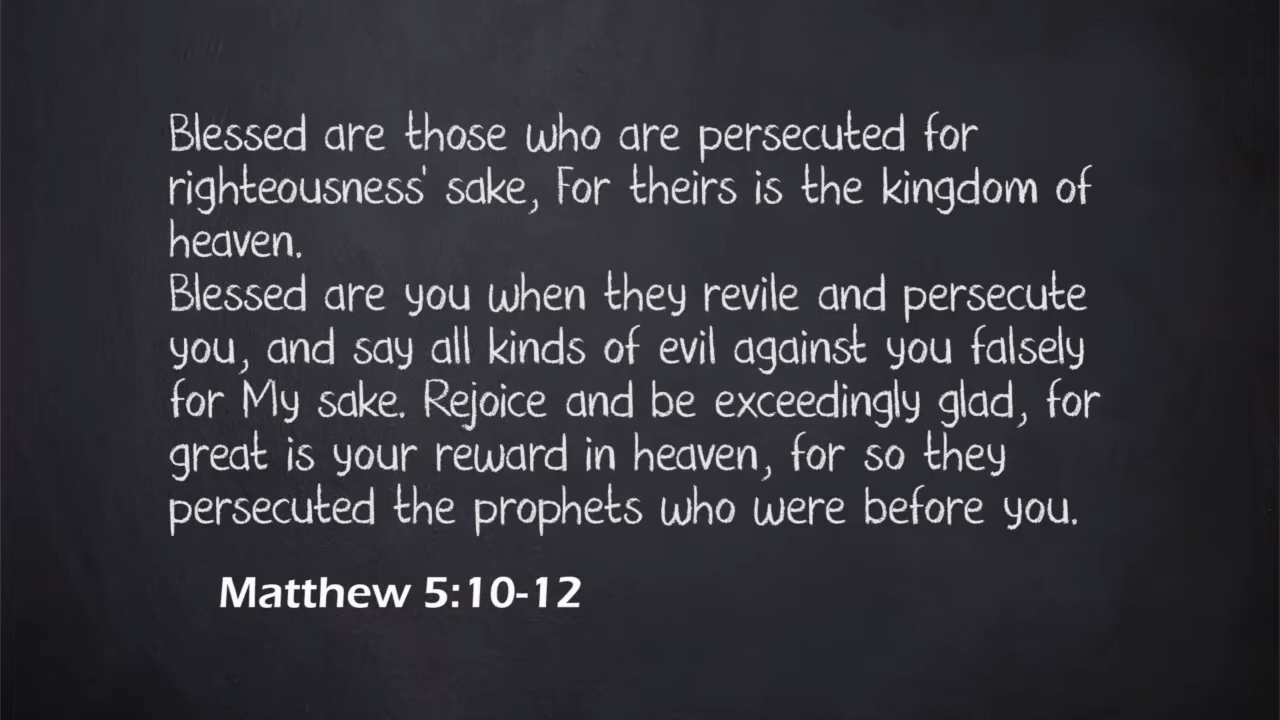 Blessed are those who are persecuted for
righteousness' sake, For theirs is the kingdom of
heaven.
Blessed are you when they revile and persecute
you, and say all kinds of evil against you falsely
for My sake. Rejoice and be exceedingly glad, for
great is your reward in heaven, for so they
persecuted the prophets who were before you.
Matthew 5:10-12